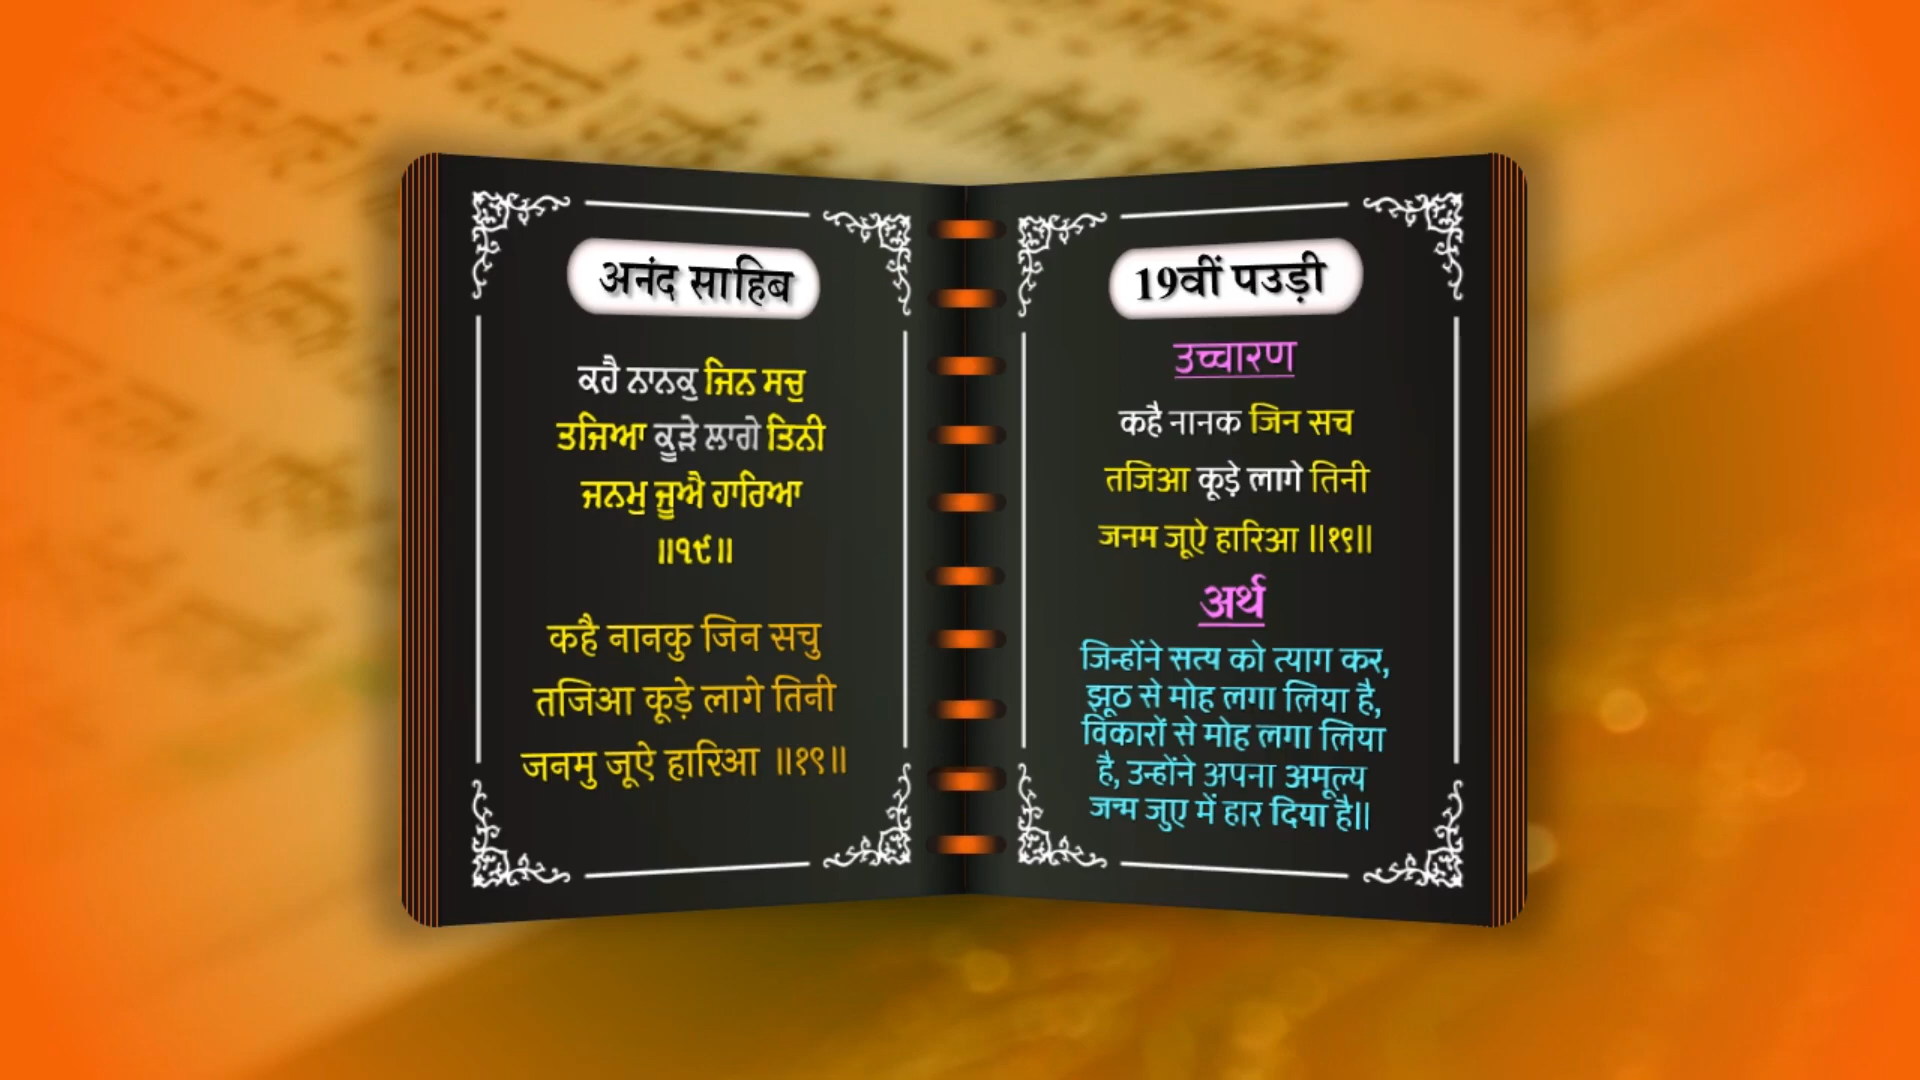 अनंद साहिब
ਕਹੈ ਨਾਨਕੁ ਜਿਨ ਸਚੁ
ਤਜਿਆ ਕੂੜੇ ਲਾਗੇ ਤਿਨੀ
ਜਨਮੁ ਜੂਐ ਹਾਰਿਆ
॥੧੯॥
कहै नानकु जिन सचु
तजिआ कूड़े लागे तिनी
जनमु जूऐ हारिआ ॥१९॥
19वीं पउड़ी
उच्चारण
कहै नानक जिन सच
तजिआ कूड़े लागे तिनी
जनम जूऐ हारिआ ॥१९॥
अर्थ
जिन्होंने सत्य को त्याग कर,
झूठ से मोह लगा लिया है,
विकारों से मोह लगा लिया
है, उन्होंने अपना अमूल्य
जन्म जुए में हार दिया है॥